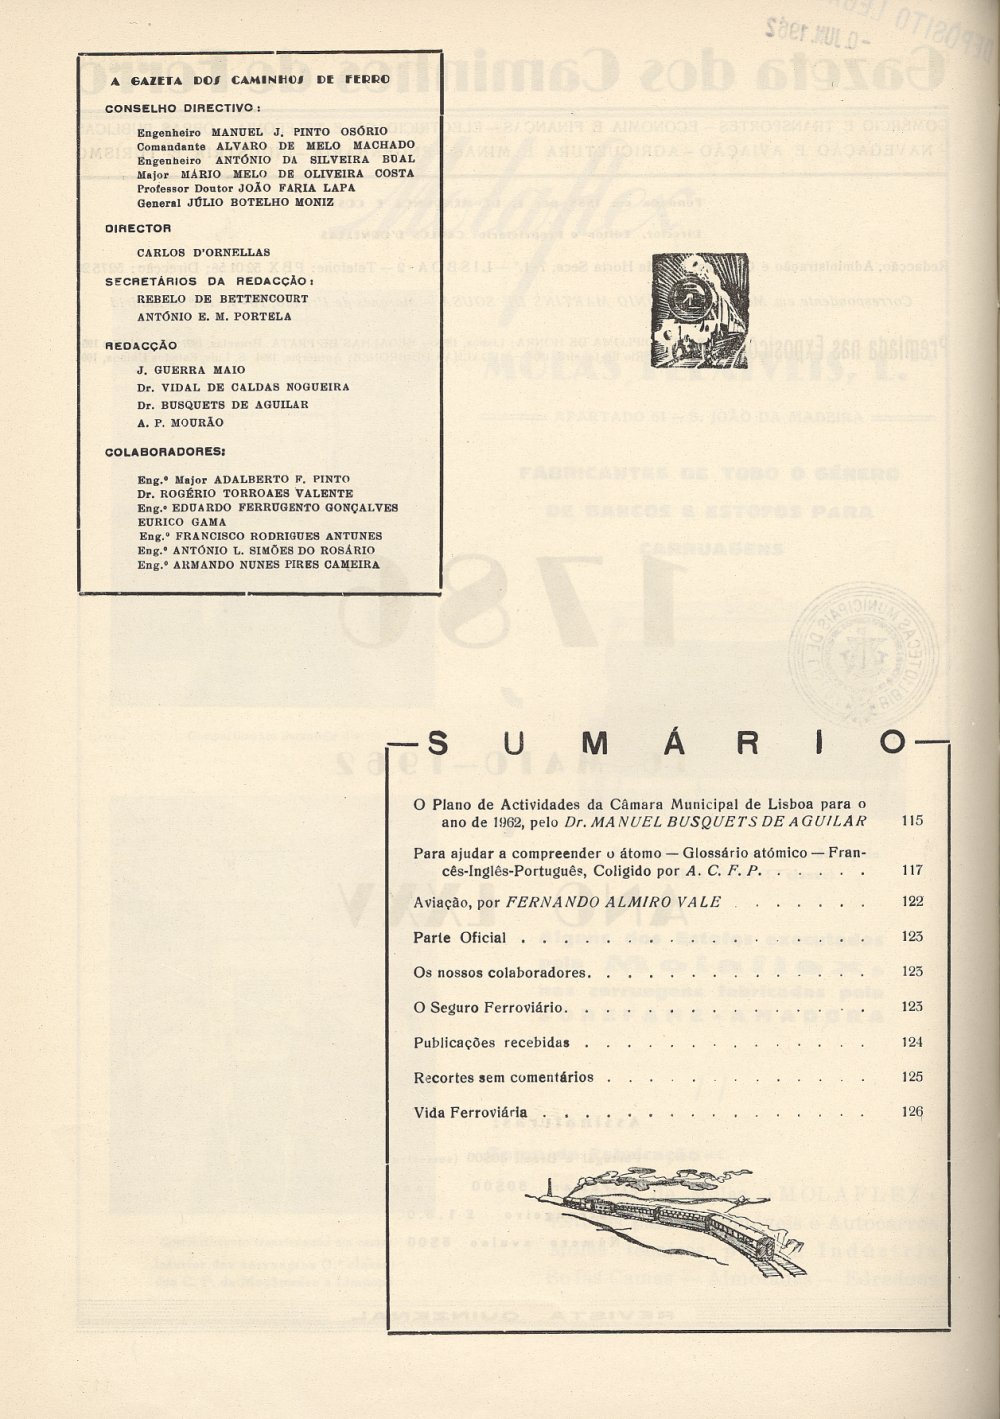 A GAZETA DOS CAMINHOS DE FERRO
CONSELHO DIRECTIVO:
Engenheiro MANUEL J. PINTO OSÓRIO
Comandante ALVARO DE MELO MACHADO
Engenheiro ANTÓNIO DA SILVEIRA BUAL
Major MÁRIO MELO DE OLIVEIRA COSTA
Professor Doutor JOÃO FARIA LAPA
General JÚLIO BOTELHO MONIZ
DIRECTOR
CARLOS D'ORNELLAS
SECRETÁRIOS DA REDACÇÃO:
REBELO DE BETTENCOURT
ANTÓNIO E. M. PORTELA
REDACÇÃO
J. GUERRA MAIO
Dr. VIDAL DE CALDAS NOGUEIRA
Dr. BUSQUETS DE AGUILAR
A. P. MOURÃO
COLABORADORES:
Eng.º Major ADALBERTO F. PINTO
Dr. ROGÉRIO TORROAES VALENTE
Eng.º EDUARDO FERRUGENTO GONÇALVES
EURICO GAMA
Eng.º FRANCISCO RODRIGUES ANTUNES
Eng.º ANTÓNIO L. SIMÕES DO ROSÁRIO
Eng.º ARMANDO NUNES PIRES CAMEIRA
SUMÁRIO
O Plano de Actividades da Câmara Municipal de Lisboa para o
ano de 1962, pelo Dr. MANUEL BUSQUETS DE AGUILAR 115
Para ajudar a compreender o átomo — Glossário atómico — Fran-
cês-Inglês-Português, Coligido por A. C. F. P. . . . . . . 117
Aviação, por FERNANDO ALMIRO VALE . . . . . . . 122
Parte Oficial . . . . . . . . . . . . . 123
Os nossos colaboradores. . . . . . . . . . . 123
O Seguro Ferroviário. . . . . . . . . . . . 123
Publicações recebidas . . . . . . . . . . . 124
Recortes sem comentários . . . . . . . . . . 125
Vida Ferroviária . . . . . . . . . . . . 126